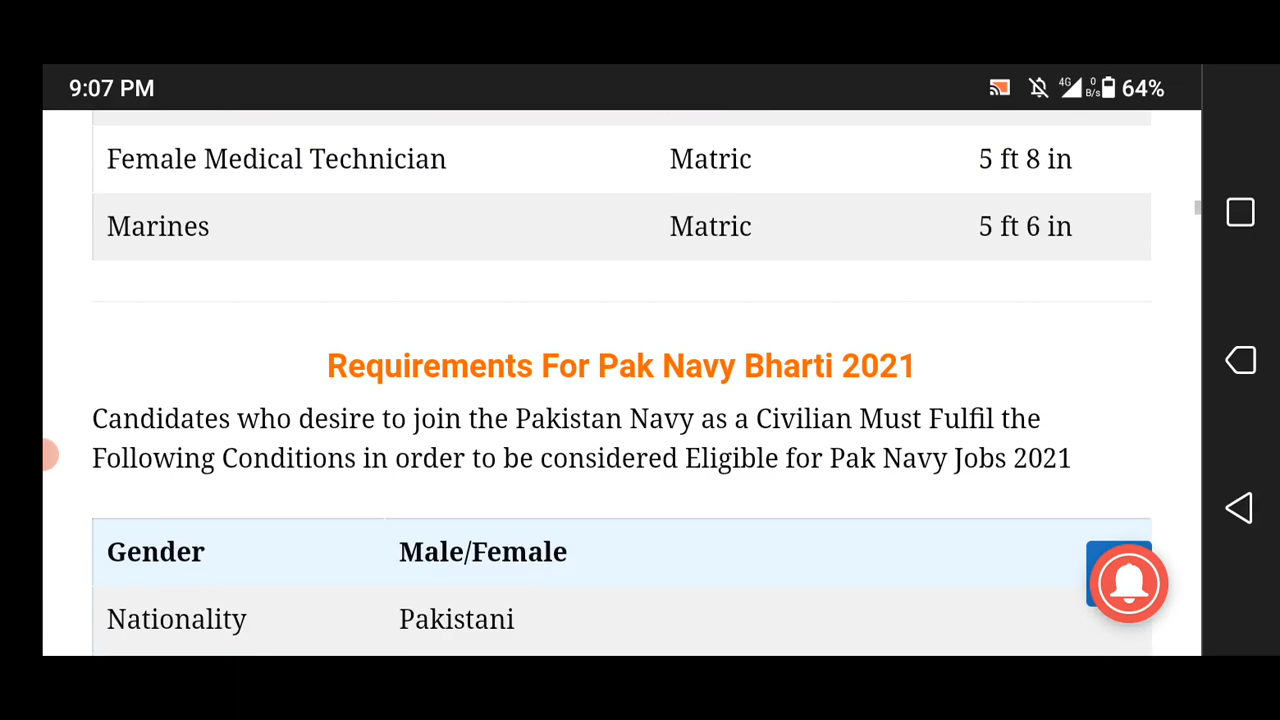 9:07 PM 4G 0 B/s 64%
Female Medical Technician Matric 5 ft 8 in
Marines Matric 5 ft 6 in
Requirements For Pak Navy Bharti 2021
Candidates who desire to join the Pakistan Navy as a Civilian Must Fulfil the
Following Conditions in order to be considered Eligible for Pak Navy Jobs 2021
Gender Male/Female
Nationality Pakistani